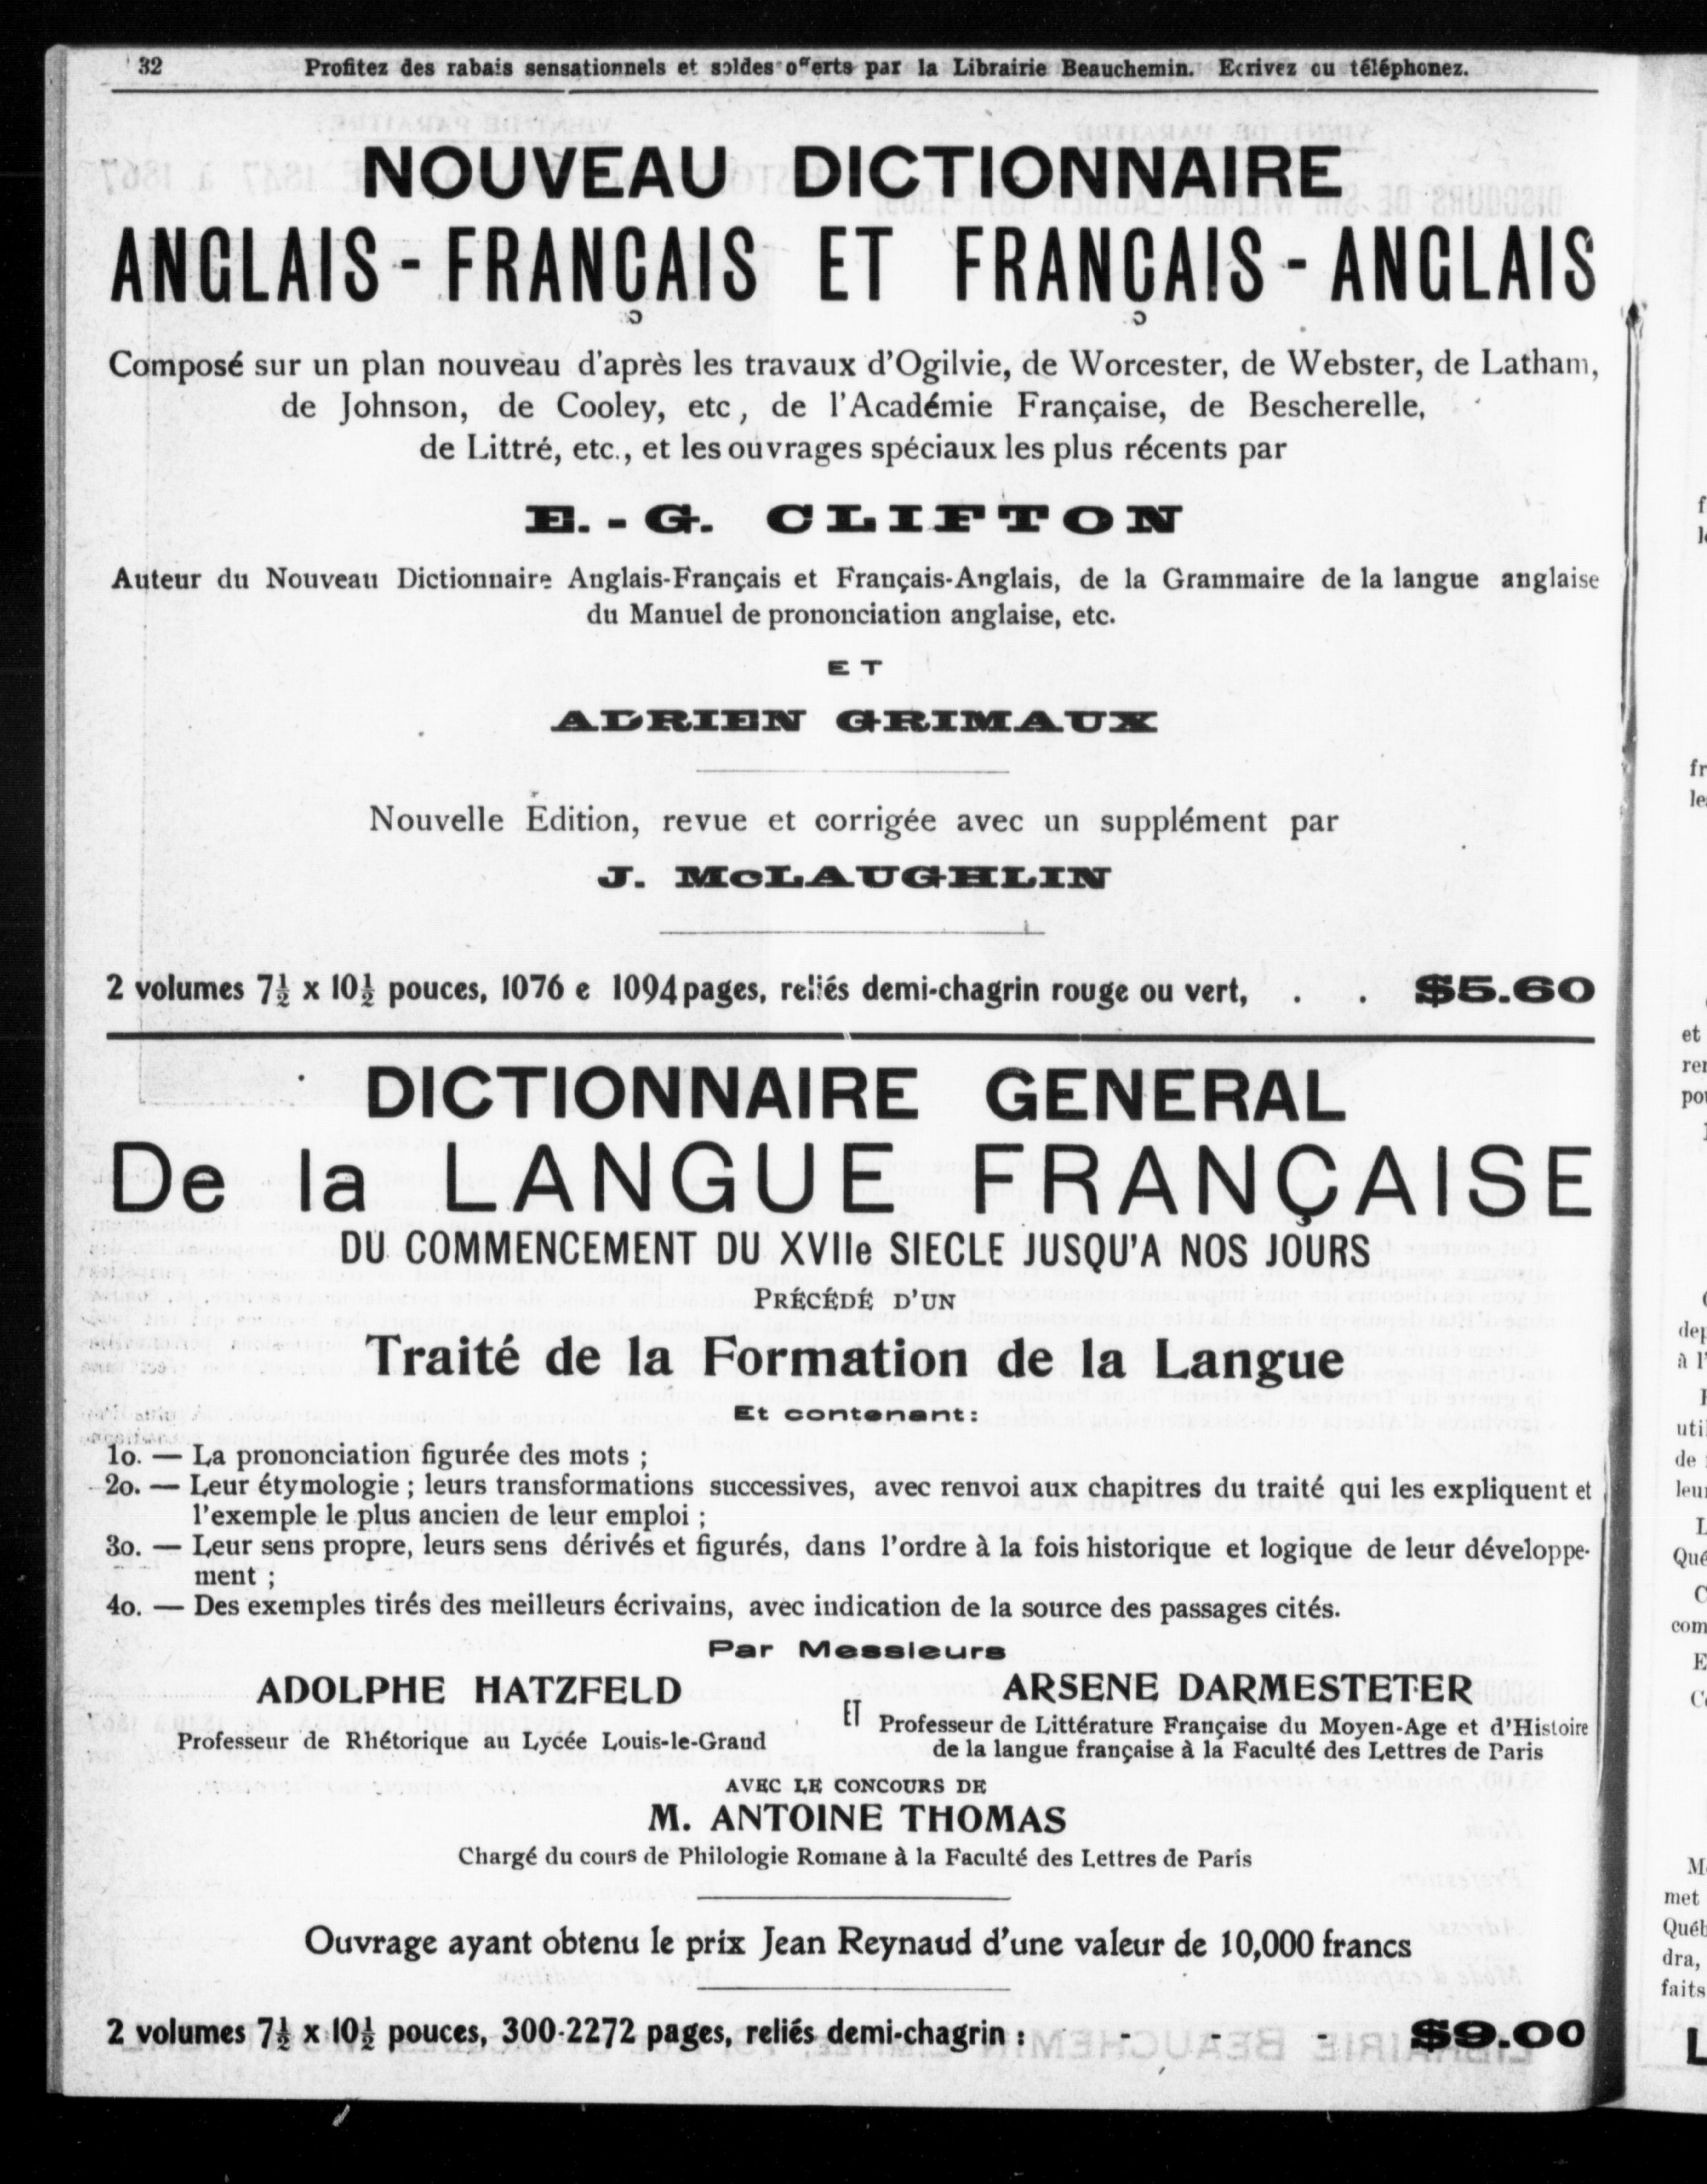 32 Profitez des rabais sensationnels et soldes offerts par la Librairie Beauchemin. Ecrivez ou téléphonez.
NOUVEAU DICTIONNAIRE
ANGLAIS - FRANÇAIS ET FRANÇAIS - ANGLAIS
Composé sur un plan nouveau d'après les travaux d'Ogilvie, de Worcester, de Webster, de Latham,
de Johnson, de Cooley, etc, de l'Académie Française, de Bescherelle,
de Littré, etc., et les ouvrages spéciaux les plus récents par
E.-G. CLIFTON
Auteur du Nouveau Dictionnaire Anglais-Français et Français-Anglais, de la Grammaire de la langue anglaise
du Manuel de prononciation anglaise, etc.
ET
ADRIEN GRIMAUX
Nouvelle Édition, revue et corrigée avec un supplément par
J. McLAUGHLIN
2 volumes 7½ x 10½ pouces, 1076 e 1094 pages, reliés demi-chagrin rouge ou vert, . . $5.60
DICTIONNAIRE GENERAL
De la LANGUE FRANÇAISE
DU COMMENCEMENT DU XVIIe SIECLE JUSQU'A NOS JOURS
PRÉCÉDÉ D'UN
Traité de la Formation de la Langue
Et contenant:
1o. — La prononciation figurée des mots ;
2o. — Leur étymologie ; leurs transformations successives, avec renvoi aux chapitres du traité qui les expliquent et
l'exemple le plus ancien de leur emploi ;
3o. — Leur sens propre, leurs sens dérivés et figurés, dans l'ordre à la fois historique et logique de leur développe-
ment ;
4o. — Des exemples tirés des meilleurs écrivains, avec indication de la source des passages cités.
Par Messieurs
ADOLPHE HATZFELD
Professeur de Rhétorique au Lycée Louis-le-Grand
ET
ARSENE DARMESTETER
Professeur de Littérature Française du Moyen-Age et d'Histoire
de la langue française à la Faculté des Lettres de Paris
AVEC LE CONCOURS DE
M. ANTOINE THOMAS
Chargé du cours de Philologie Romane à la Faculté des Lettres de Paris
Ouvrage ayant obtenu le prix Jean Reynaud d'une valeur de 10,000 francs
2 volumes 7½ x 10½ pouces, 300-2272 pages, reliés demi-chagrin : - - - $9.00